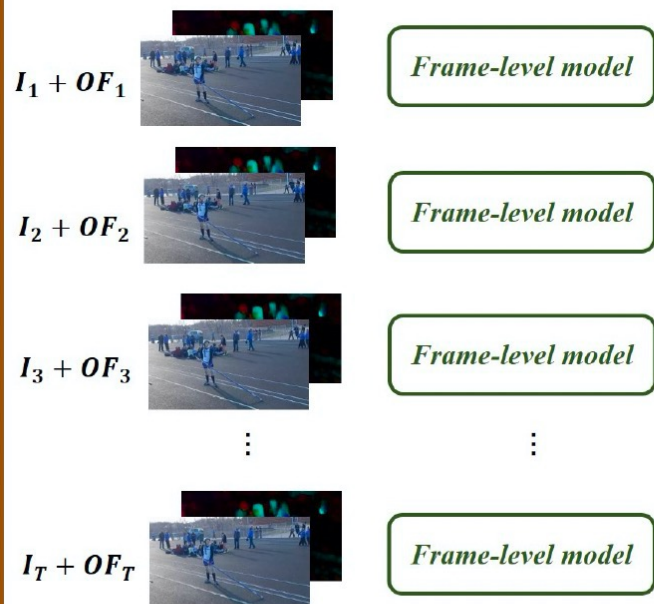 I₁ + OF₁ Frame-level model
I₂ + OF₂ Frame-level model
I₃ + OF₃ Frame-level model
⋮ ⋮
I_T + OF_T Frame-level model